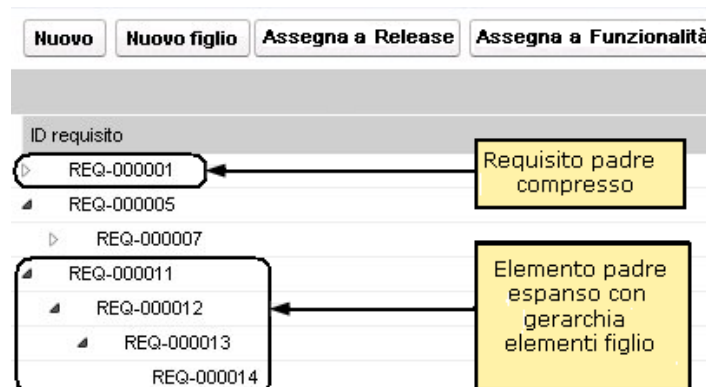 Nuovo Nuovo figlio Assegna a Release Assegna a Funzionalità
ID requisito
REQ-000001
Requisito padre
compresso
REQ-000005
REQ-000007
REQ-000011
Elemento padre
espanso con
gerarchia
elementi figlio
REQ-000012
REQ-000013
REQ-000014